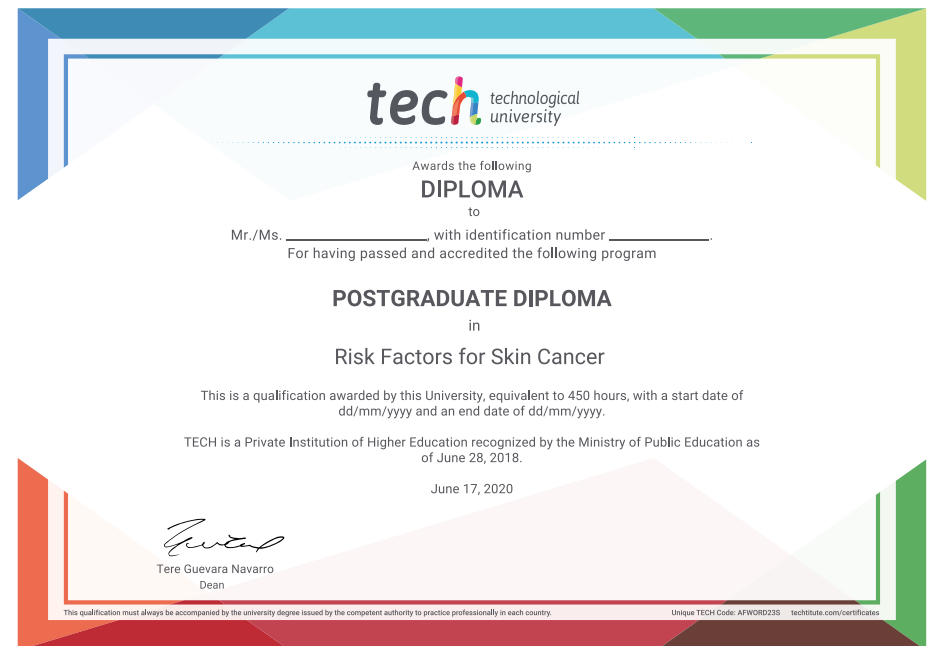 tech technological
university
Awards the following
DIPLOMA
to
Mr./Ms. ____________, with identification number ____________.
For having passed and accredited the following program
POSTGRADUATE DIPLOMA
in
Risk Factors for Skin Cancer
This is a qualification awarded by this University, equivalent to 450 hours, with a start date of
dd/mm/yyyy and an end date of dd/mm/yyyy.
TECH is a Private Institution of Higher Education recognized by the Ministry of Public Education as
of June 28, 2018.
June 17, 2020
Tere Guevara Navarro
Dean
This qualification must always be accompanied by the university degree issued by the competent authority to practice professionally in each country. Unique TECH Code: AFWORD23S techtitute.com/certificates